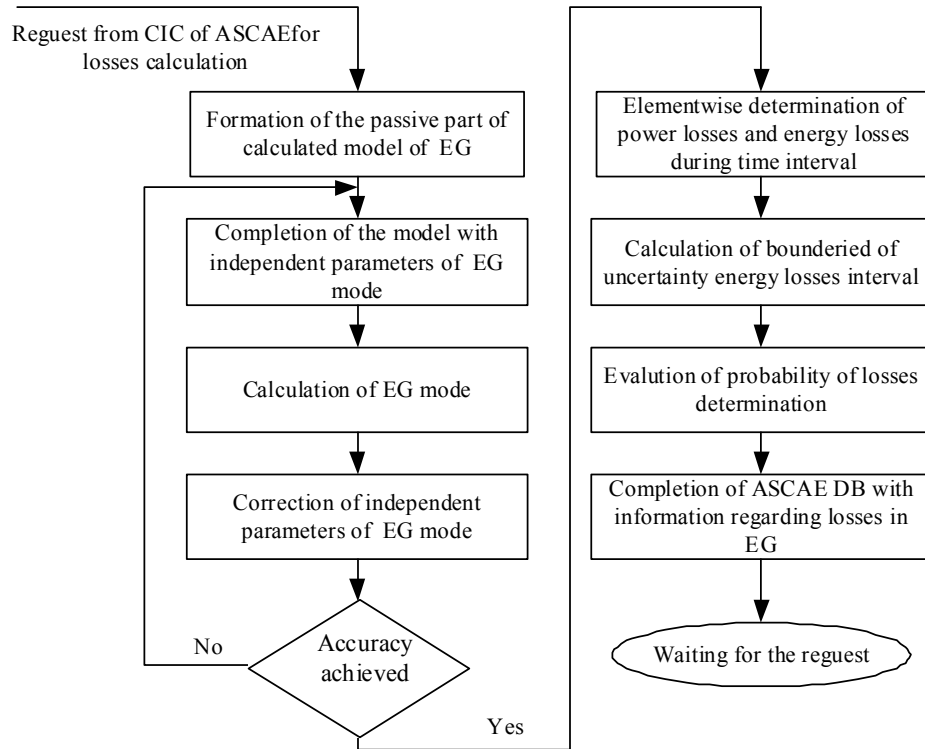 Reguest from CIC of ASCAEfor
losses calculation
Formation of the passive part of
calculated model of EG
Completion of the model with
independent parameters of EG
mode
Calculation of EG mode
Correction of independent
parameters of EG mode
Accuracy
achieved
No
Yes
Elementwise determination of
power losses and energy losses
during time interval
Calculation of bounderied of
uncertainty energy losses interval
Evalution of probability of losses
determination
Completion of ASCAE DB with
information regarding losses in
EG
Waiting for the reguest